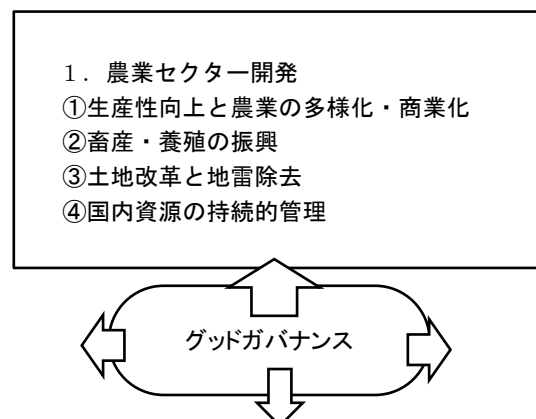 １．農業セクター開発
①生産性向上と農業の多様化・商業化
②畜産・養殖の振興
③土地改革と地雷除去
④国内資源の持続的管理
グッドガバナンス